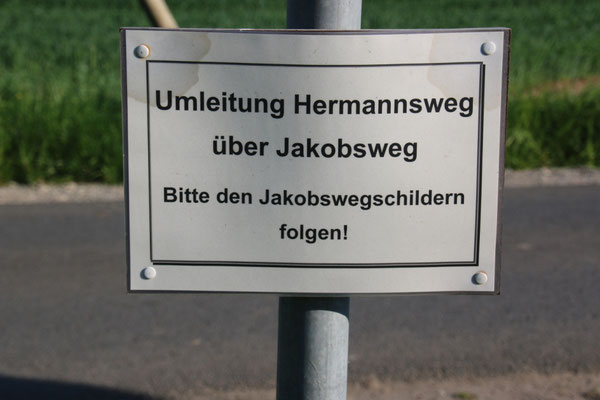 Umleitung Hermannsweg
über Jakobsweg
Bitte den Jakobswegschildern
folgen!